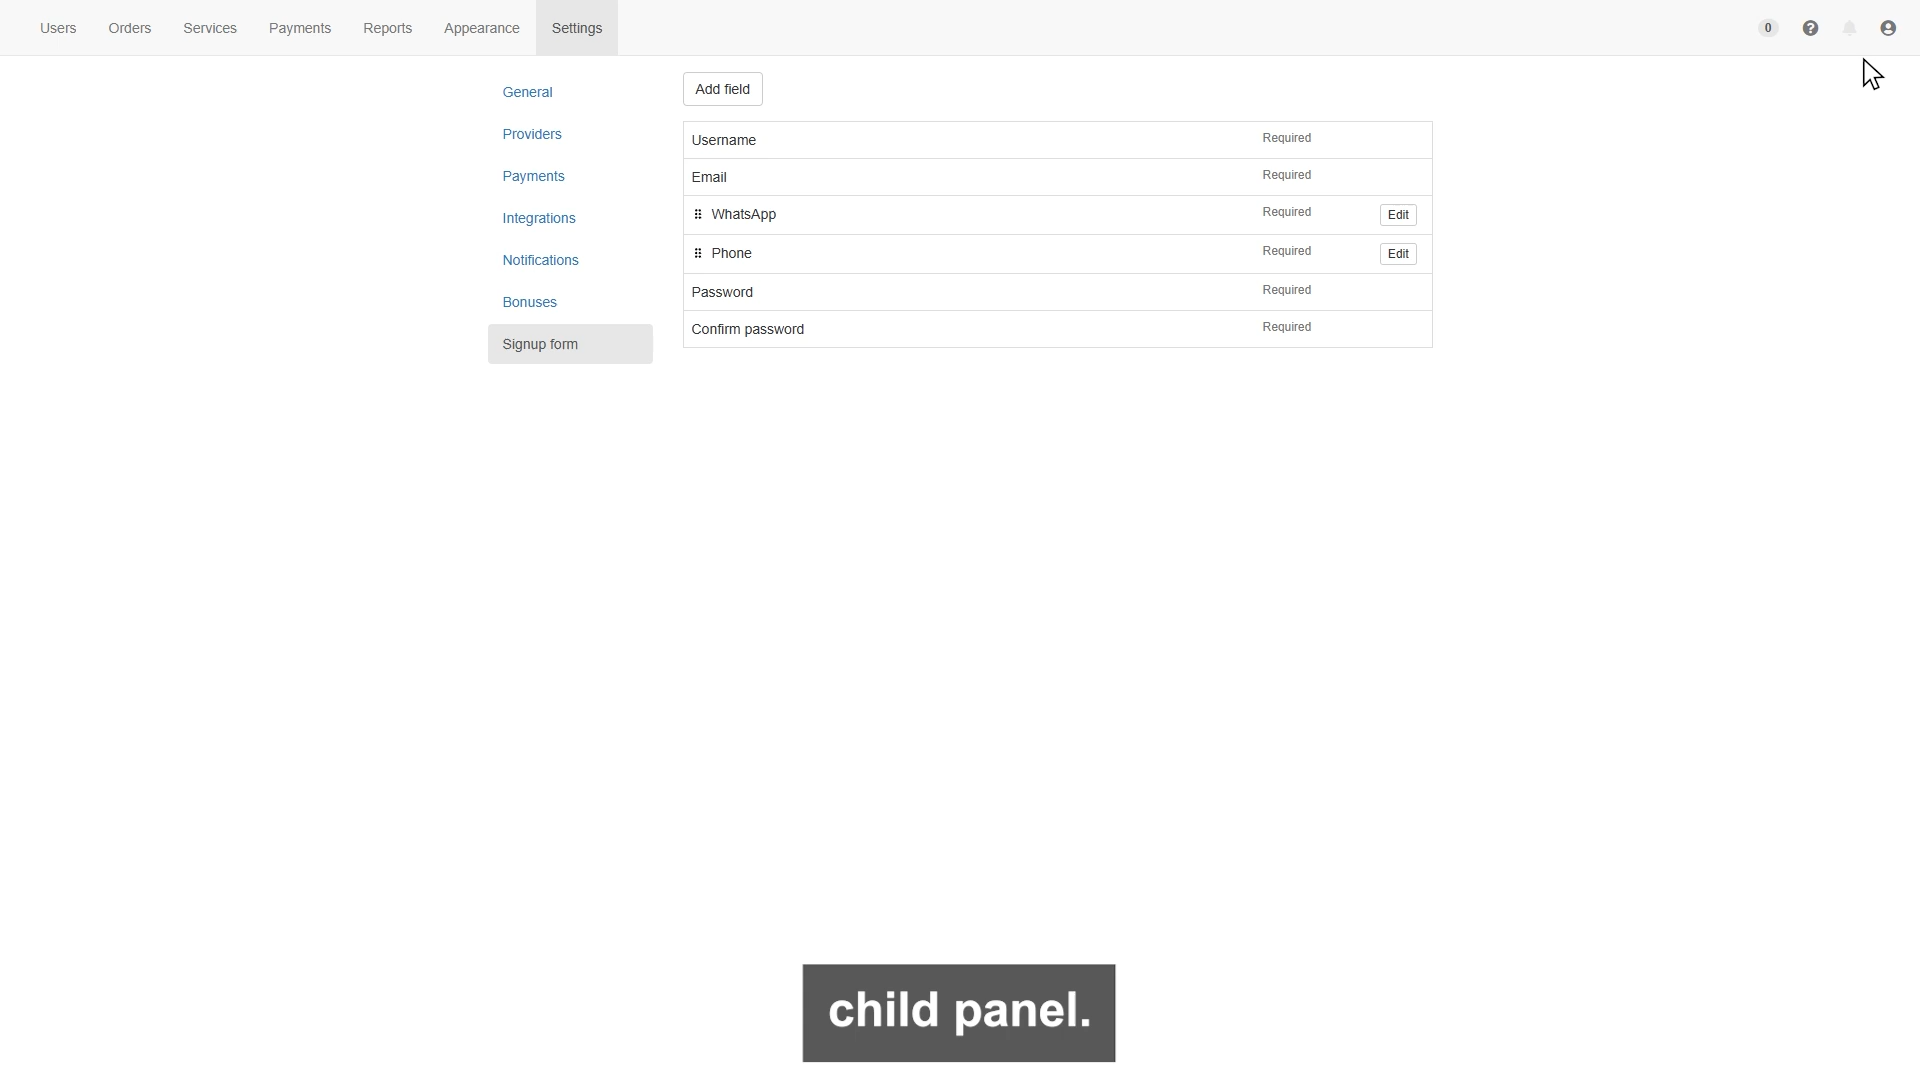 Users Orders Services Payments Reports Appearance Settings 0
General
Providers
Payments
Integrations
Notifications
Bonuses
Signup form
Add field
Username Required
Email Required
WhatsApp Required Edit
Phone Required Edit
Password Required
Confirm password Required
child panel.